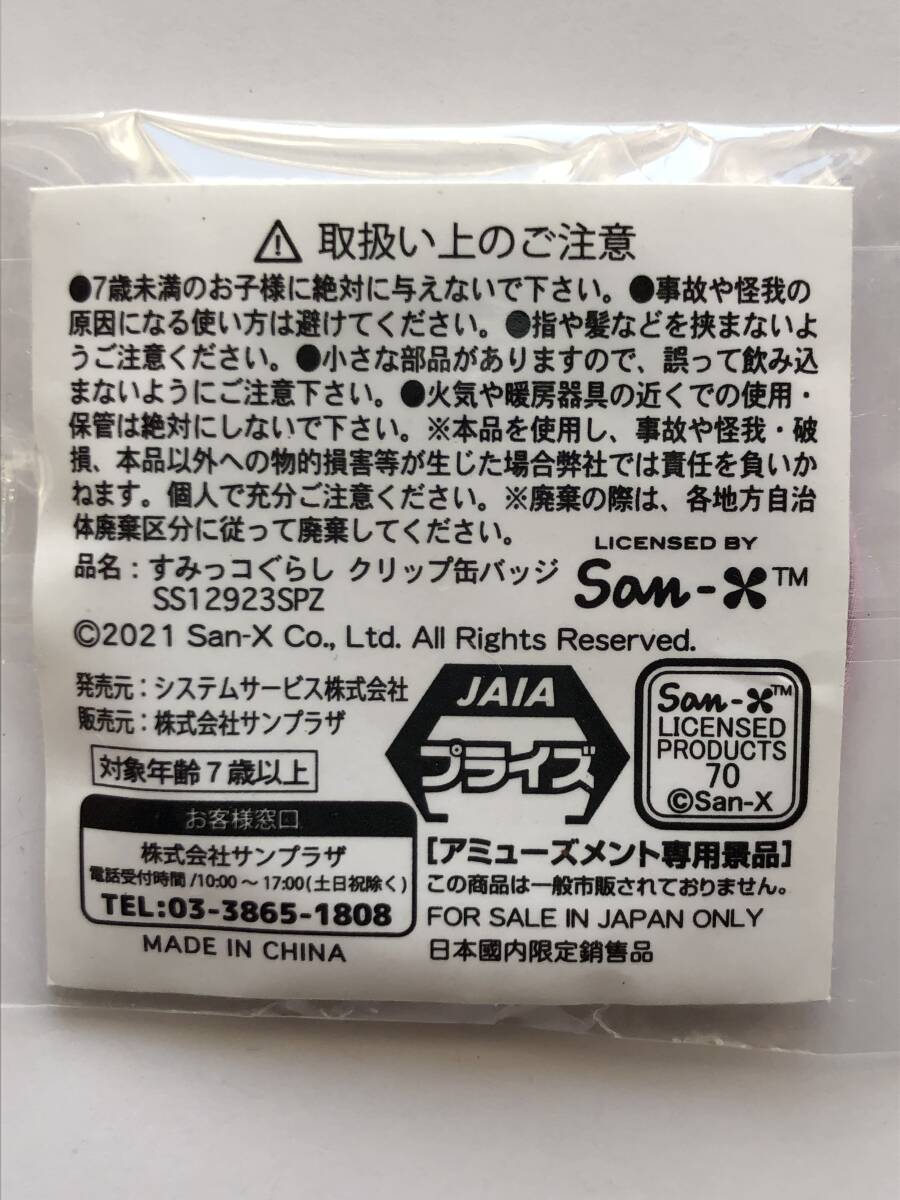 ⚠ 取扱い上のご注意
●7歳未満のお子様に絶対に与えないで下さい。●事故や怪我の
原因になる使い方は避けてください。●指や髪などを挟まないよ
うご注意ください。●小さな部品がありますので、誤って飲み込
まないようにご注意下さい。●火気や暖房器具の近くでの使用・
保管は絶対にしないで下さい。※本品を使用し、事故や怪我・破
損、本品以外への物的損害等が生じた場合弊社では責任を負いか
ねます。個人で充分ご注意ください。※廃棄の際は、各地方自治
体廃棄区分に従って廃棄してください。
品名：すみっコぐらし クリップ缶バッジ
SS12923SPZ
LICENSED BY
San-X™
©2021 San-X Co., Ltd. All Rights Reserved.
発売元：システムサービス株式会社
販売元：株式会社サンプラザ
対象年齢7歳以上
お客様窓口
株式会社サンプラザ
電話受付時間/10:00～17:00(土日祝除く)
TEL:03-3865-1808
MADE IN CHINA
JAIA
プライズ
San-X™
LICENSED
PRODUCTS
70
©San-X
[アミューズメント専用景品]
この商品は一般市販されておりません。
FOR SALE IN JAPAN ONLY
日本國内限定銷售品